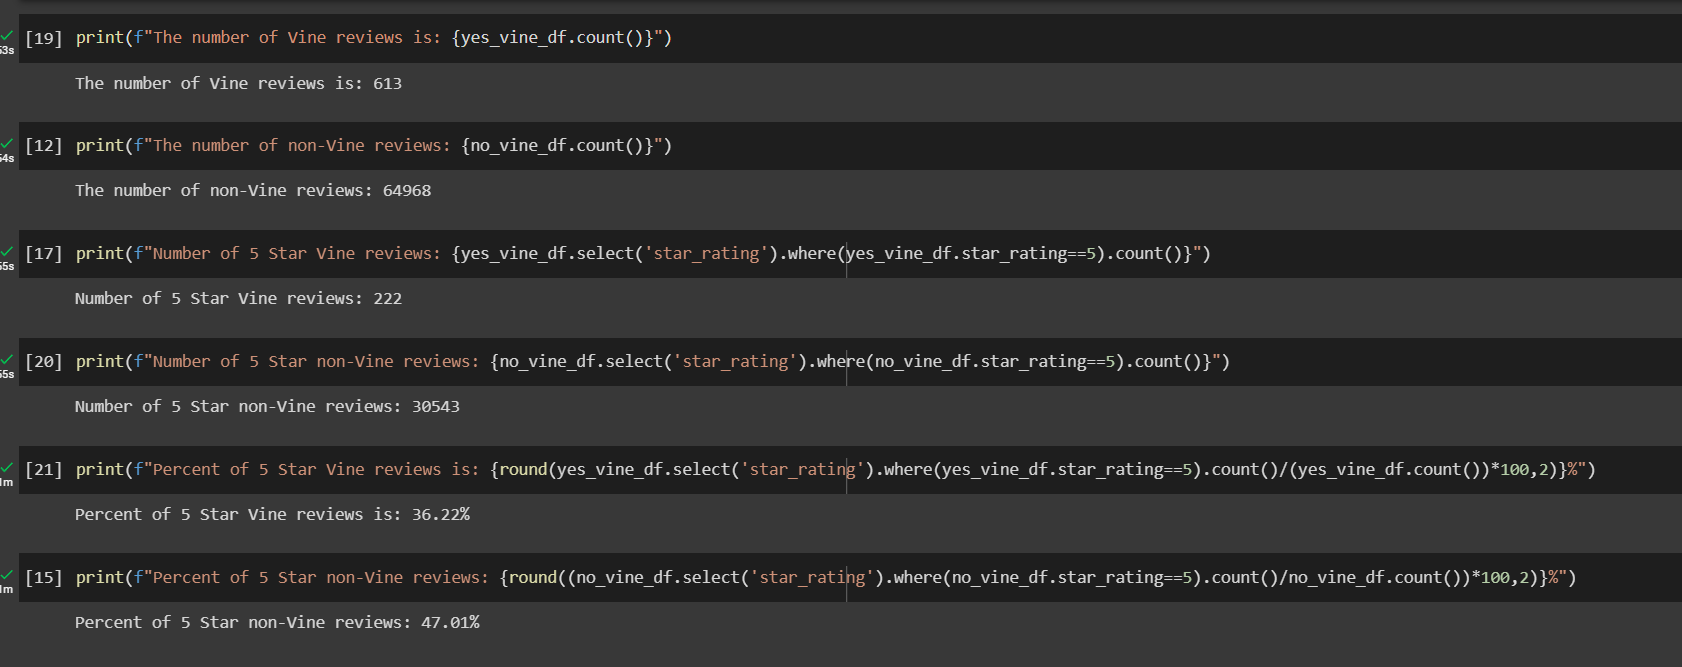 [19] print(f"The number of Vine reviews is: {yes_vine_df.count()}")
53s
The number of Vine reviews is: 613
[12] print(f"The number of non-Vine reviews: {no_vine_df.count()}")
54s
The number of non-Vine reviews: 64968
[17] print(f"Number of 5 Star Vine reviews: {yes_vine_df.select('star_rating').where(yes_vine_df.star_rating==5).count()}")
55s
Number of 5 Star Vine reviews: 222
[20] print(f"Number of 5 Star non-Vine reviews: {no_vine_df.select('star_rating').where(no_vine_df.star_rating==5).count()}")
55s
Number of 5 Star non-Vine reviews: 30543
[21] print(f"Percent of 5 Star Vine reviews is: {round(yes_vine_df.select('star_rating').where(yes_vine_df.star_rating==5).count()/(yes_vine_df.count())*100,2)}%")
1m
Percent of 5 Star Vine reviews is: 36.22%
[15] print(f"Percent of 5 Star non-Vine reviews: {round((no_vine_df.select('star_rating').where(no_vine_df.star_rating==5).count()/no_vine_df.count())*100,2)}%")
1m
Percent of 5 Star non-Vine reviews: 47.01%